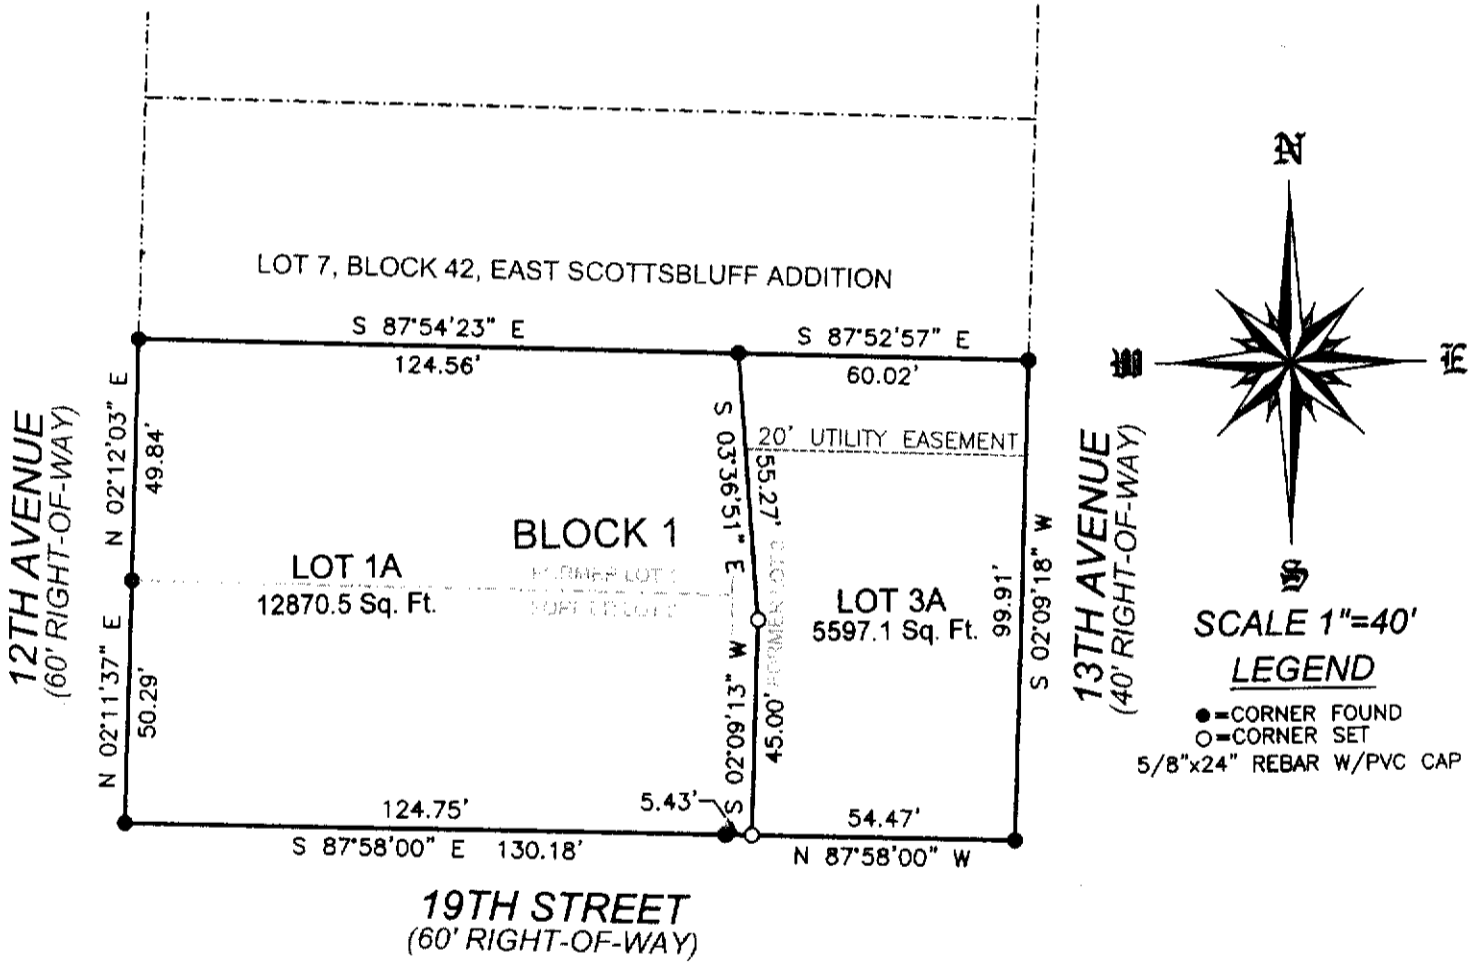 LOT 7, BLOCK 42, EAST SCOTTSBLUFF ADDITION
S 87°54'23" E
124.56'
S 87°52'57" E
60.02'
N 02°12'03" E
49.84'
N 02°11'37" E
50.29'
12TH AVENUE
(60' RIGHT-OF-WAY)
BLOCK 1
FORMER LOT
LOT 1A
12870.5 Sq. Ft.
S 03°36'51" E
55.27'
20' UTILITY EASEMENT
S 02°09'13" W
45.00'
FORMER LOT 3
LOT 3A
5597.1 Sq. Ft.
99.91'
S 02°09'18" W
13TH AVENUE
(40' RIGHT-OF-WAY)
124.75'
5.43'
54.47'
S 87°58'00" E 130.18'
N 87°58'00" W
19TH STREET
(60' RIGHT-OF-WAY)
N
W
E
S
SCALE 1"=40'
LEGEND
=CORNER FOUND
=CORNER SET
5/8"x24" REBAR W/PVC CAP